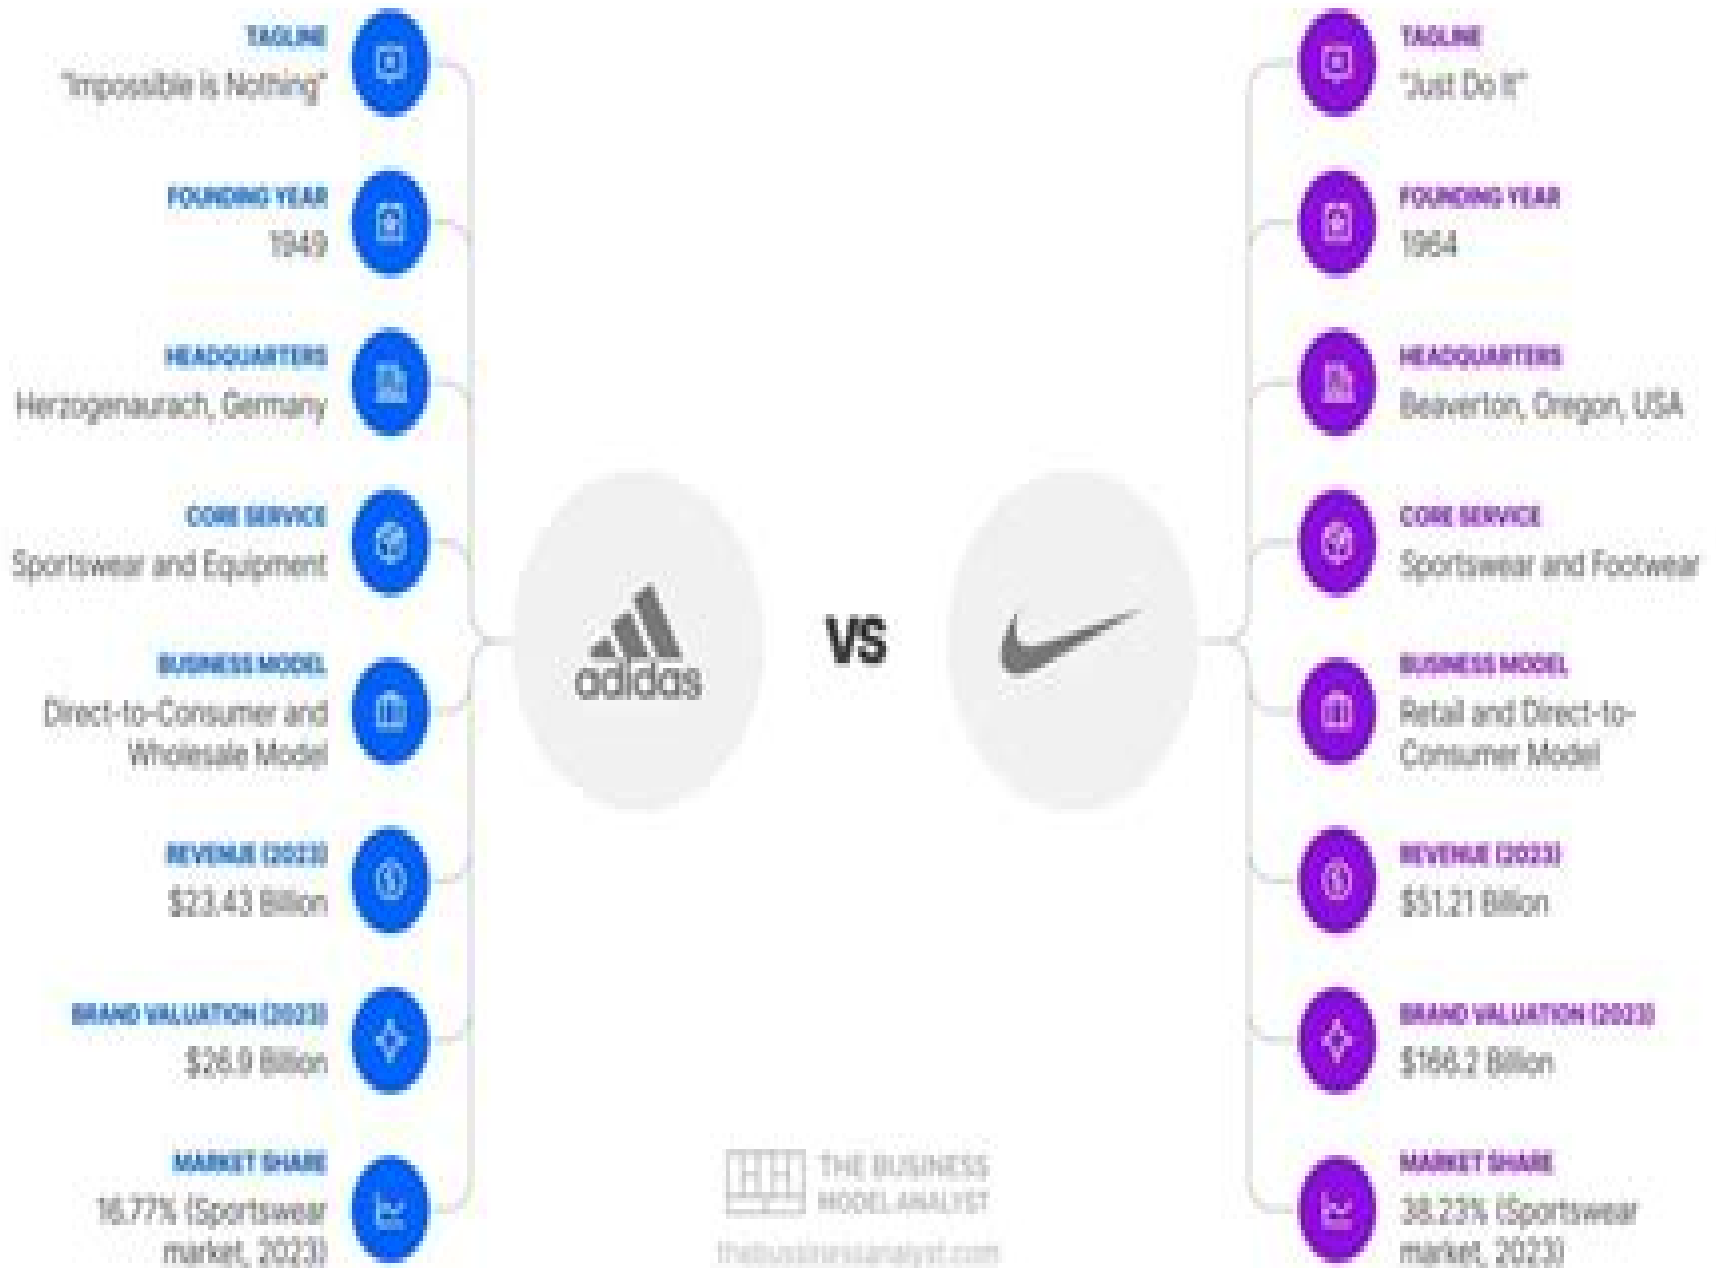 TAGLINE
"Impossible is Nothing"
FOUNDING YEAR
1949
HEADQUARTERS
Herzogenaurach, Germany
CORE SERVICE
Sportswear and Equipment
BUSINESS MODEL
Direct-to-Consumer and
Wholesale Model
REVENUE (2023)
$23.43 Billion
BRAND VALUATION (2023)
$26.9 Billion
MARKET SHARE
16.77% (Sportswear
market, 2023)
adidas
VS
THE BUSINESS
MODEL ANALYST
thebusinessanalyst.com
TAGLINE
"Just Do It"
FOUNDING YEAR
1964
HEADQUARTERS
Beaverton, Oregon, USA
CORE SERVICE
Sportswear and Footwear
BUSINESS MODEL
Retail and Direct-to-
Consumer Model
REVENUE (2023)
$51.21 Billion
BRAND VALUATION (2023)
$166.2 Billion
MARKET SHARE
38.23% (Sportswear
market, 2023)